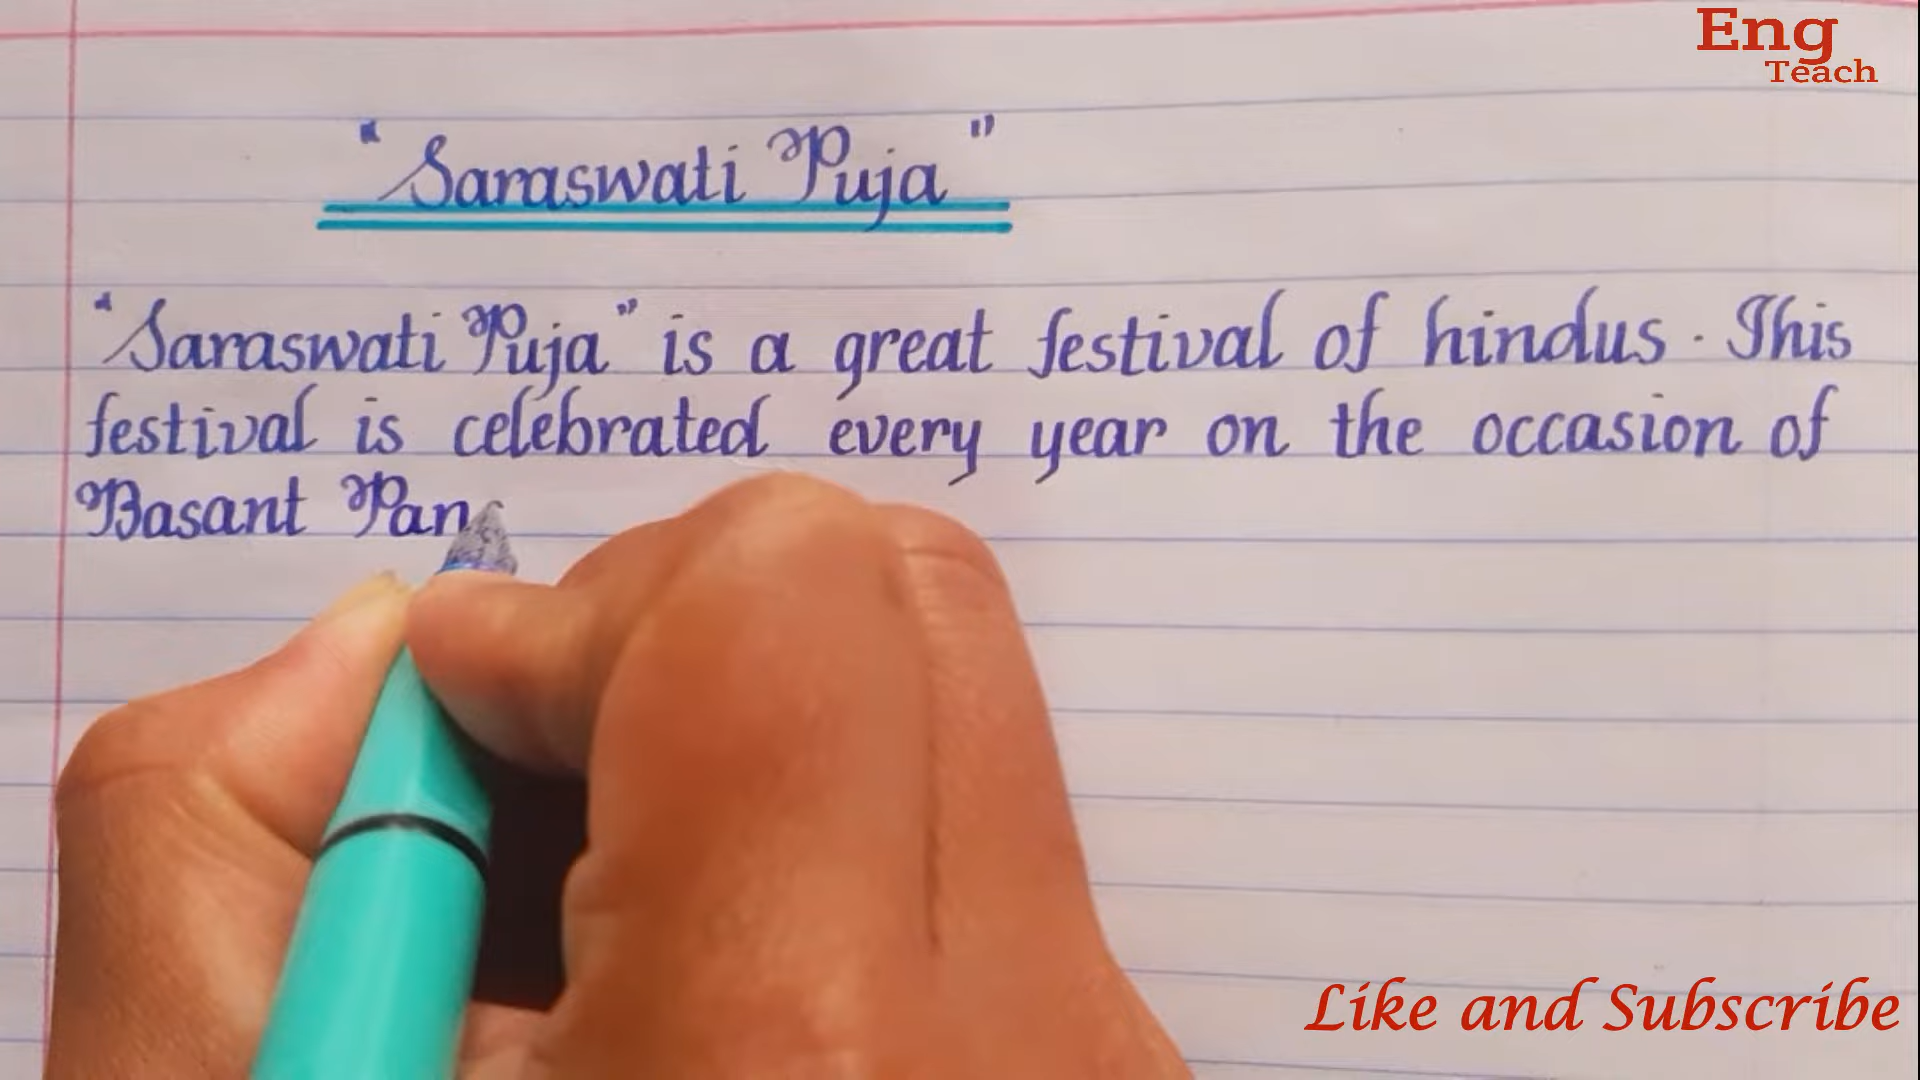 Eng
Teach
"Saraswati Puja"
"Saraswati Puja" is a great festival of hindus. This
festival is celebrated every year on the occasion of
Basant Pan
Like and Subscribe